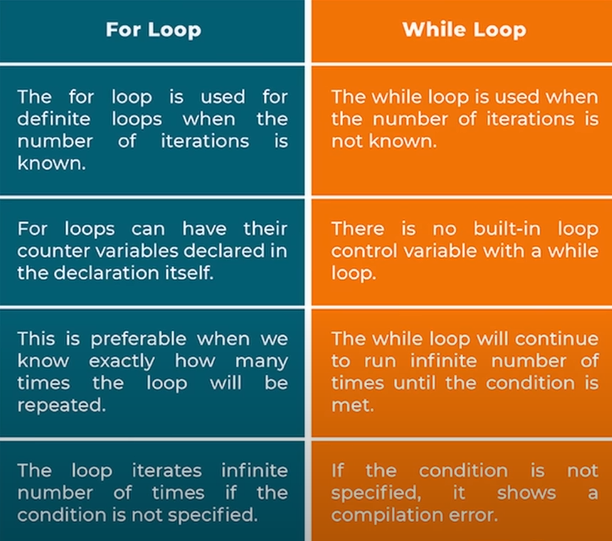 For Loop
While Loop
The for loop is used for
definite loops when the
number of iterations is
known.
The while loop is used when
the number of iterations is
not known.
For loops can have their
counter variables declared in
the declaration itself.
There is no built-in loop
control variable with a while
loop.
This is preferable when we
know exactly how many
times the loop will be
repeated.
The while loop will continue
to run infinite number of
times until the condition is
met.
The loop iterates infinite
number of times if the
condition is not specified.
If the condition is not
specified, it shows a
compilation error.